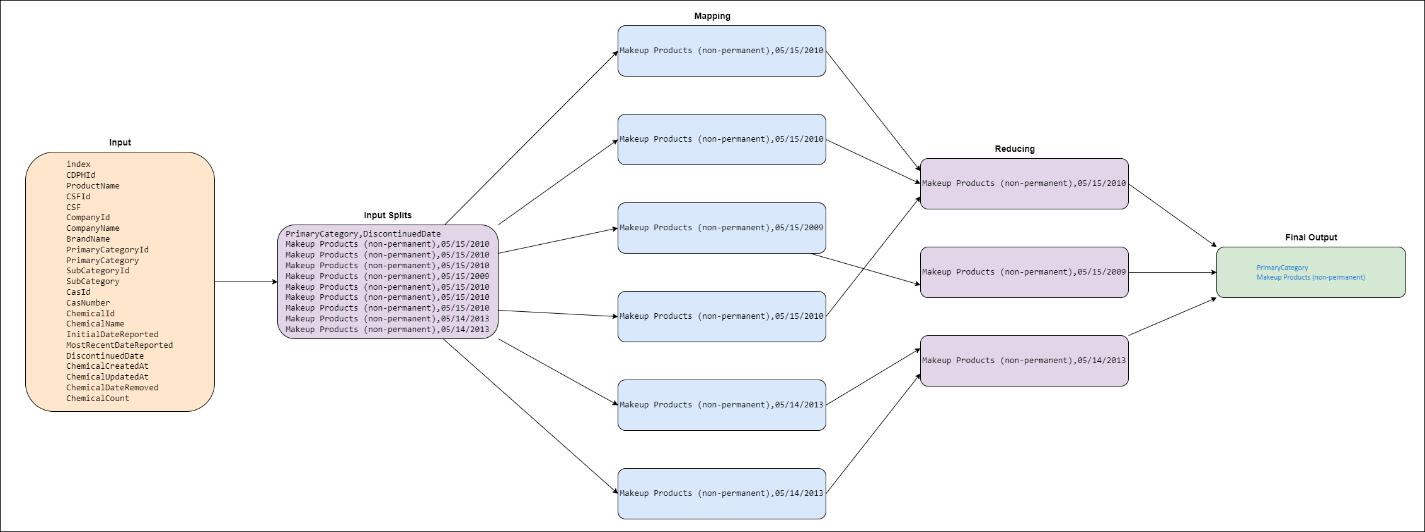 Input
index
CDPHId
ProductName
CSFId
CSF
CompanyId
CompanyName
BrandName
PrimaryCategoryId
PrimaryCategory
SubCategoryId
SubCategory
CasId
CasNumber
ChemicalId
ChemicalName
InitialDateReported
MostRecentDateReported
DiscontinuedDate
ChemicalCreatedAt
ChemicalUpdatedAt
ChemicalDateRemoved
ChemicalCount
Input Splits
PrimaryCategory,DiscontinuedDate
Makeup Products (non-permanent),05/15/2010
Makeup Products (non-permanent),05/15/2010
Makeup Products (non-permanent),05/15/2010
Makeup Products (non-permanent),05/15/2009
Makeup Products (non-permanent),05/15/2010
Makeup Products (non-permanent),05/15/2010
Makeup Products (non-permanent),05/15/2010
Makeup Products (non-permanent),05/14/2013
Makeup Products (non-permanent),05/14/2013
Mapping
Makeup Products (non-permanent),05/15/2010
Makeup Products (non-permanent),05/15/2010
Makeup Products (non-permanent),05/15/2009
Makeup Products (non-permanent),05/15/2010
Makeup Products (non-permanent),05/14/2013
Makeup Products (non-permanent),05/14/2013
Reducing
Makeup Products (non-permanent),05/15/2010
Makeup Products (non-permanent),05/15/2009
Makeup Products (non-permanent),05/14/2013
Final Output
PrimaryCategory
Makeup Products (non-permanent)